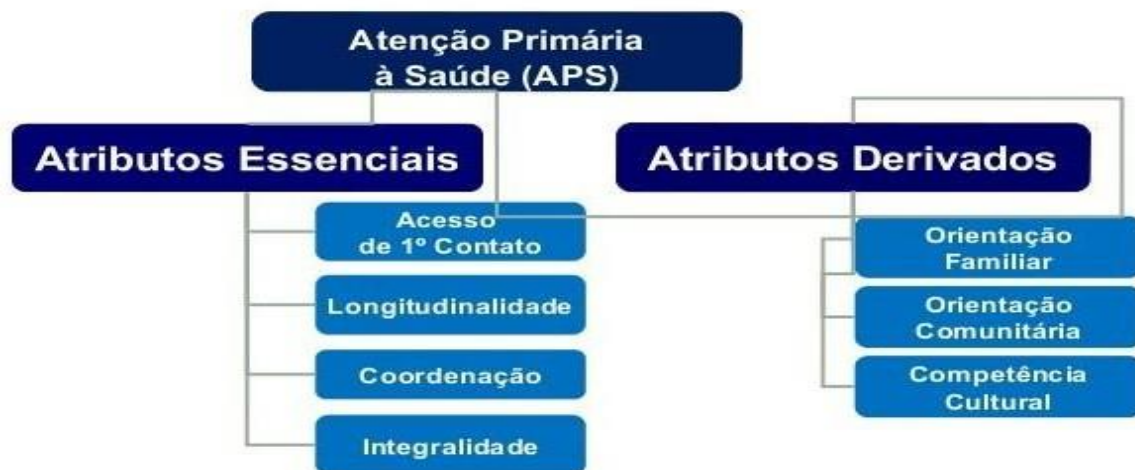 Atenção Primária
à Saúde (APS)
Atributos Essenciais
Acesso
de 1º Contato
Longitudinalidade
Coordenação
Integralidade
Atributos Derivados
Orientação
Familiar
Orientação
Comunitária
Competência
Cultural